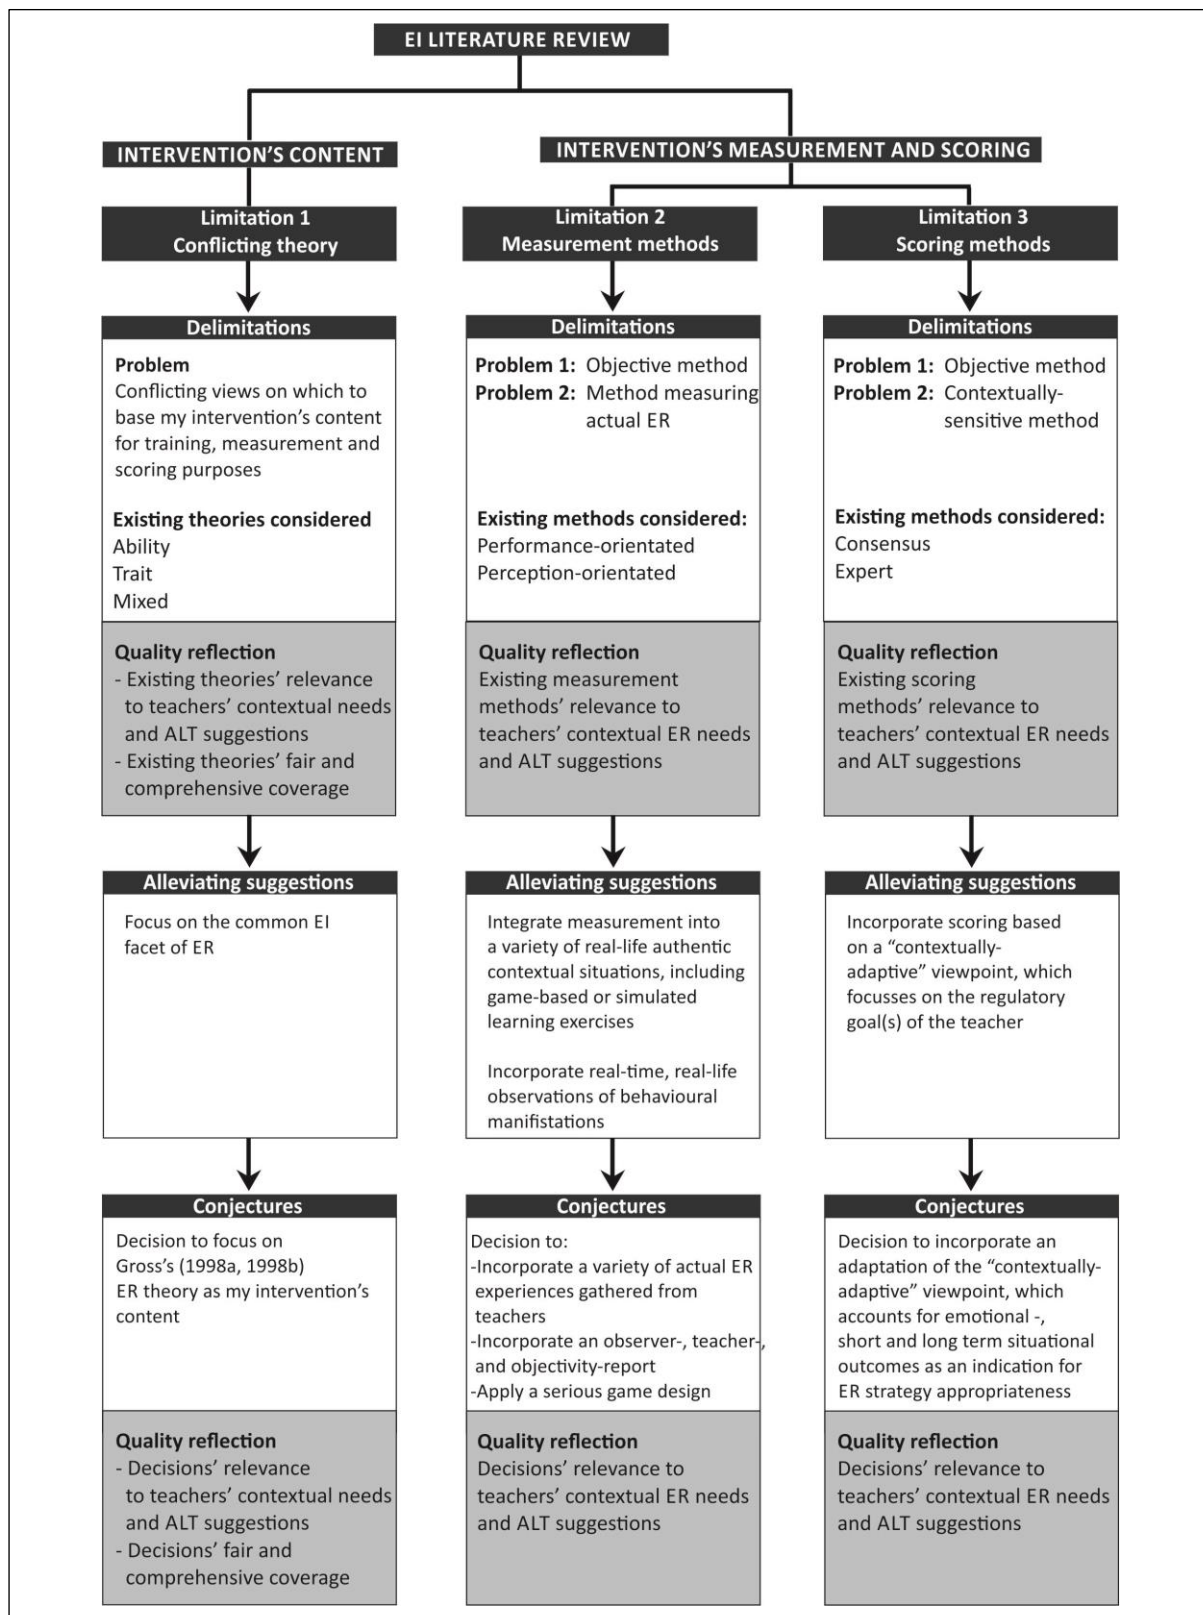 EI LITERATURE REVIEW
INTERVENTION'S CONTENT
INTERVENTION'S MEASUREMENT AND SCORING
Limitation 1
Conflicting theory
Limitation 2
Measurement methods
Limitation 3
Scoring methods
Delimitations
Problem
Conflicting views on which to
base my intervention's content
for training, measurement and
scoring purposes
Existing theories considered
Ability
Trait
Mixed
Quality reflection
- Existing theories' relevance
to teachers' contextual needs
and ALT suggestions
- Existing theories' fair and
comprehensive coverage
Delimitations
Problem 1: Objective method
Problem 2: Method measuring
actual ER
Existing methods considered:
Performance-orientated
Perception-orientated
Quality reflection
Existing measurement
methods' relevance to
teachers' contextual ER needs
and ALT suggestions
Delimitations
Problem 1: Objective method
Problem 2: Contextually-
sensitive method
Existing methods considered:
Consensus
Expert
Quality reflection
Existing scoring
methods' relevance to
teachers' contextual ER needs
and ALT suggestions
Alleviating suggestions
Focus on the common EI
facet of ER
Alleviating suggestions
Integrate measurement into
a variety of real-life authentic
contextual situations, including
game-based or simulated
learning exercises
Incorporate real-time, real-life
observations of behavioural
manifistations
Alleviating suggestions
Incorporate scoring based
on a "contextually-
adaptive" viewpoint, which
focusses on the regulatory
goal(s) of the teacher
Conjectures
Decision to focus on
Gross's (1998a, 1998b)
ER theory as my intervention's
content
Quality reflection
- Decisions' relevance
to teachers' contextual needs
and ALT suggestions
- Decisions' fair and
comprehensive coverage
Conjectures
Decision to:
-Incorporate a variety of actual ER
experiences gathered from
teachers
-Incorporate an observer-, teacher-,
and objectivity-report
-Apply a serious game design
Quality reflection
Decisions' relevance to
teachers' contextual ER needs
and ALT suggestions
Conjectures
Decision to incorporate an
adaptation of the "contextually-
adaptive" viewpoint, which
accounts for emotional -,
short and long term situational
outcomes as an indication for
ER strategy appropriateness
Quality reflection
Decisions' relevance to
teachers' contextual ER needs
and ALT suggestions